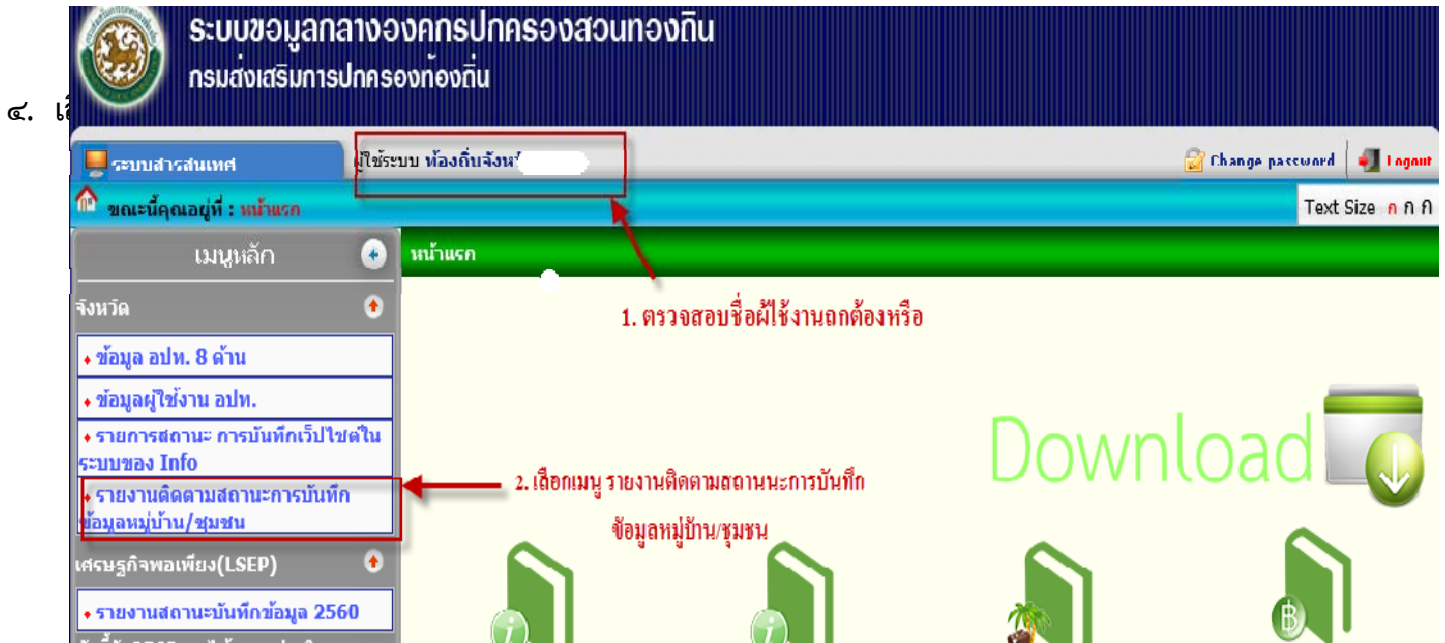 ระบบขอมูลกลางองคกรปกครองสวนทองถิน
กรมส่งเสริมการปกครองท้องถิ่น
๔.
ระบบสารสนเทศ
ผู้ใช้ระบบ ท้องถิ่นจังหวั
Change password
Logout
ขณะนี้คุณอยู่ที่ : หน้าแรก
Text Size ก ก ก
เมนูหลัก
หน้าแรก
จังหวัด
1. ตรวจสอบชื่อผู้ใช้งานถูกต้องหรือ
♦ ข้อมูล อปท. 8 ด้าน
♦ ข้อมูลผู้ใช้งาน อปท.
♦ รายการสถานะ การบันทึกเว็ปไซต์ใน
ระบบของ Info
Download
♦ รายงานติดตามสถานะการบันทึก
ข้อมูลหมู่บ้าน/ชุมชน
2. เลือกเมนู รายงานติดตามสถานนะการบันทึก
ข้อมูลหมู่บ้าน/ชุมชน
เศรษฐกิจพอเพียง(LSEP)
♦ รายงานสถานะบันทึกข้อมูล 2560